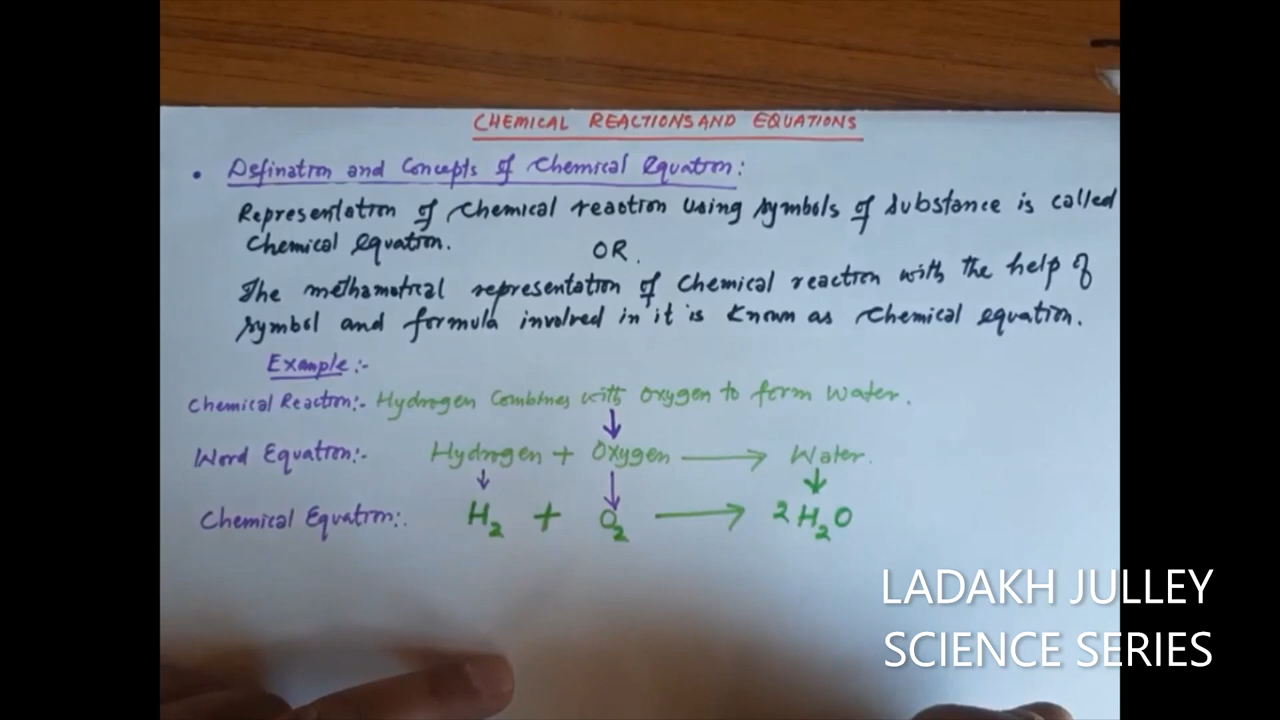 CHEMICAL REACTIONS AND EQUATIONS
• Defination and Concepts of Chemical Equation:
Representation of Chemical reaction Using symbols of substance is called
Chemical equation.
OR.
The methamatical representation of Chemical reaction with the help of
symbol and formula involved in it is Known as Chemical equation.
Example:-
Chemical Reaction:- Hydrogen Combines with Oxygen to form Water.
Word Equation:- Hydrogen + Oxygen ⟶ Water.
↓ ↓ ↓
Chemical Equation:. H₂ + O₂ ⟶ 2H₂O
LADAKH JULLEY
SCIENCE SERIES